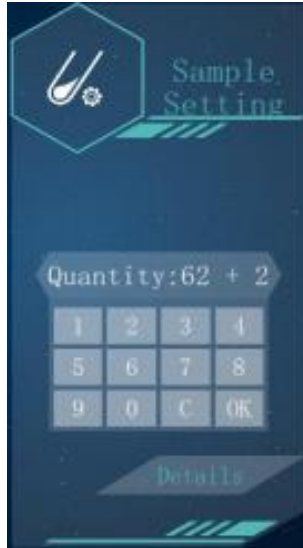 Sample
Setting
Quantity:62 + 2
1 2 3 4
5 6 7 8
9 0 C OK
Details